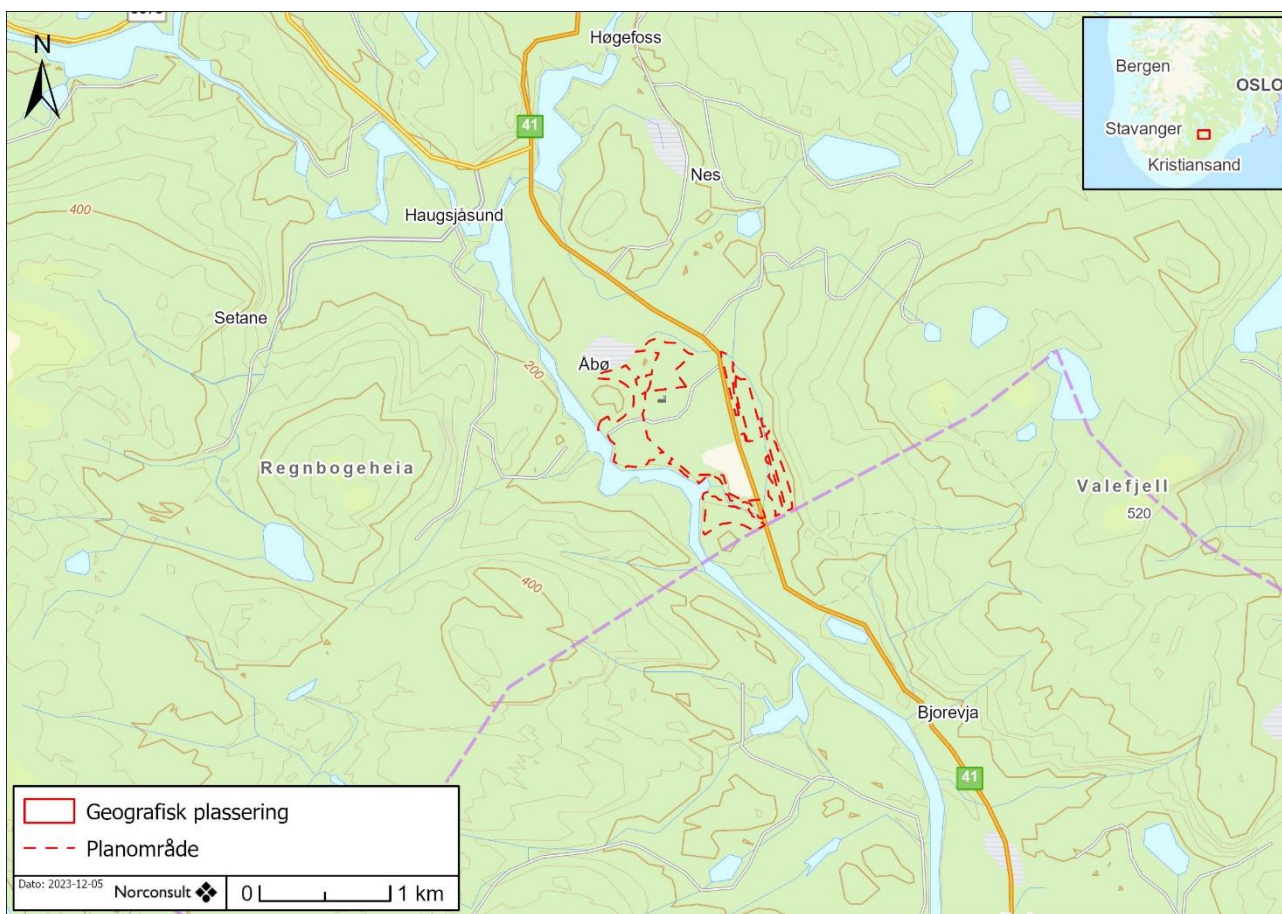 Høgefoss
N
Bergen
OSLO
41
Stavanger
Kristiansand
Nes
400
Haugsjåsund
Setane
Åbø
200
Regnbogeheia
Valefjell
520
400
Bjorevja
41
Geografisk plassering
Planområde
Dato: 2023-12-05 Norconsult 0 1 km